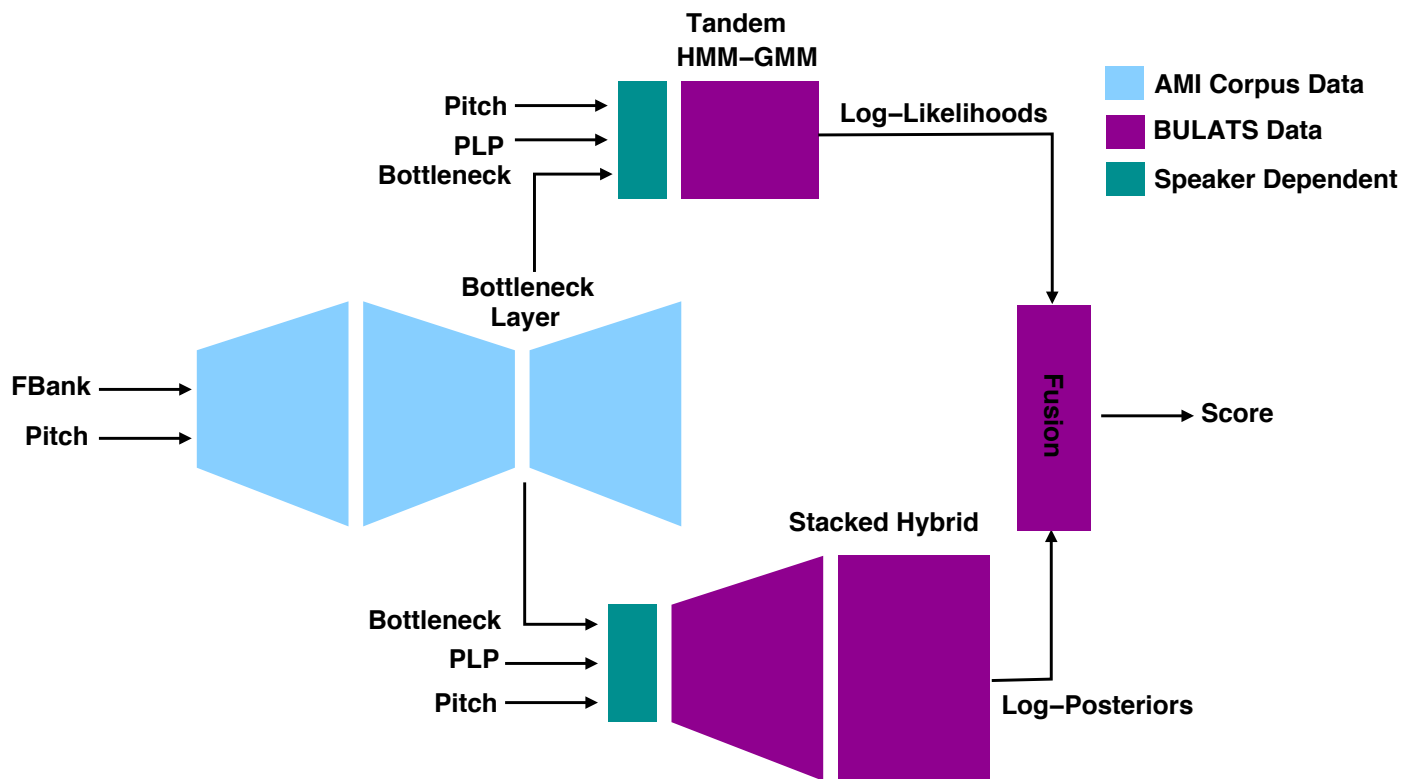 Tandem
HMM–GMM
Pitch
PLP
Bottleneck
Log–Likelihoods
AMI Corpus Data
BULATS Data
Speaker Dependent
Bottleneck
Layer
FBank
Pitch
Fusion
Score
Stacked Hybrid
Bottleneck
PLP
Pitch
Log–Posteriors